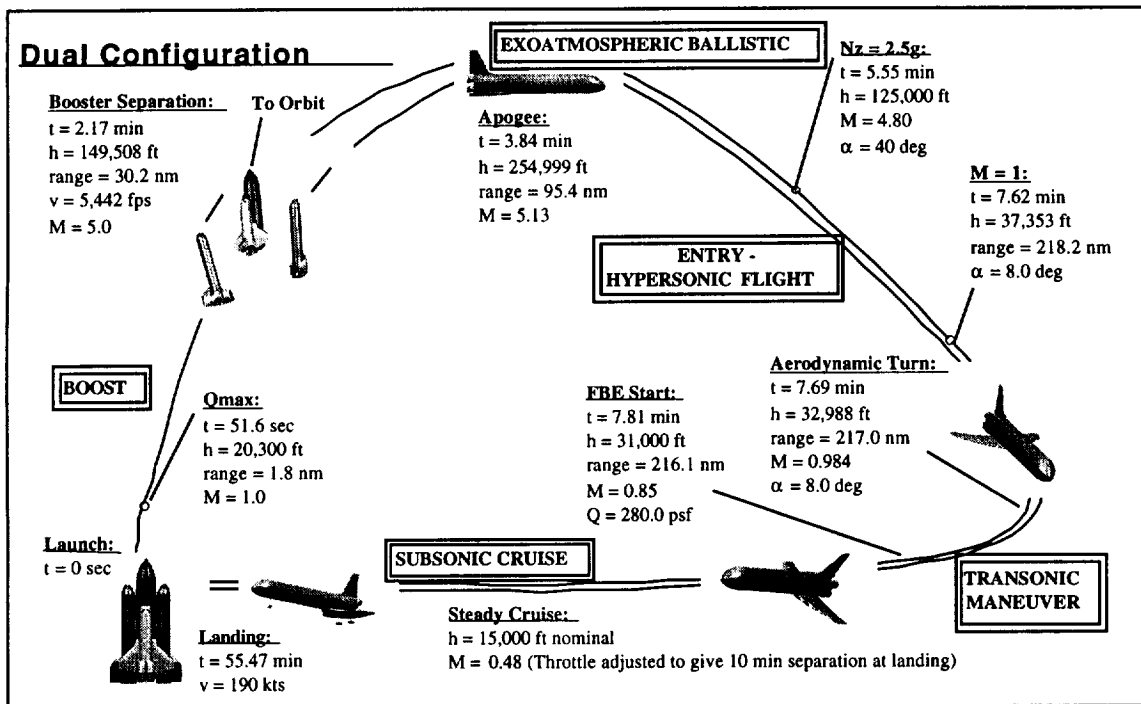 Dual Configuration
EXOATMOSPHERIC BALLISTIC
Booster Separation:
t = 2.17 min
h = 149,508 ft
range = 30.2 nm
v = 5,442 fps
M = 5.0
To Orbit
Apogee:
t = 3.84 min
h = 254,999 ft
range = 95.4 nm
M = 5.13
Nz = 2.5g:
t = 5.55 min
h = 125,000 ft
M = 4.80
α = 40 deg
M = 1:
t = 7.62 min
h = 37,353 ft
range = 218.2 nm
α = 8.0 deg
ENTRY -
HYPERSONIC FLIGHT
BOOST
Qmax:
t = 51.6 sec
h = 20,300 ft
range = 1.8 nm
M = 1.0
FBE Start:
t = 7.81 min
h = 31,000 ft
range = 216.1 nm
M = 0.85
Q = 280.0 psf
Aerodynamic Turn:
t = 7.69 min
h = 32,988 ft
range = 217.0 nm
M = 0.984
α = 8.0 deg
Launch:
t = 0 sec
=
SUBSONIC CRUISE
TRANSONIC
MANEUVER
Landing:
t = 55.47 min
v = 190 kts
Steady Cruise:
h = 15,000 ft nominal
M = 0.48 (Throttle adjusted to give 10 min separation at landing)